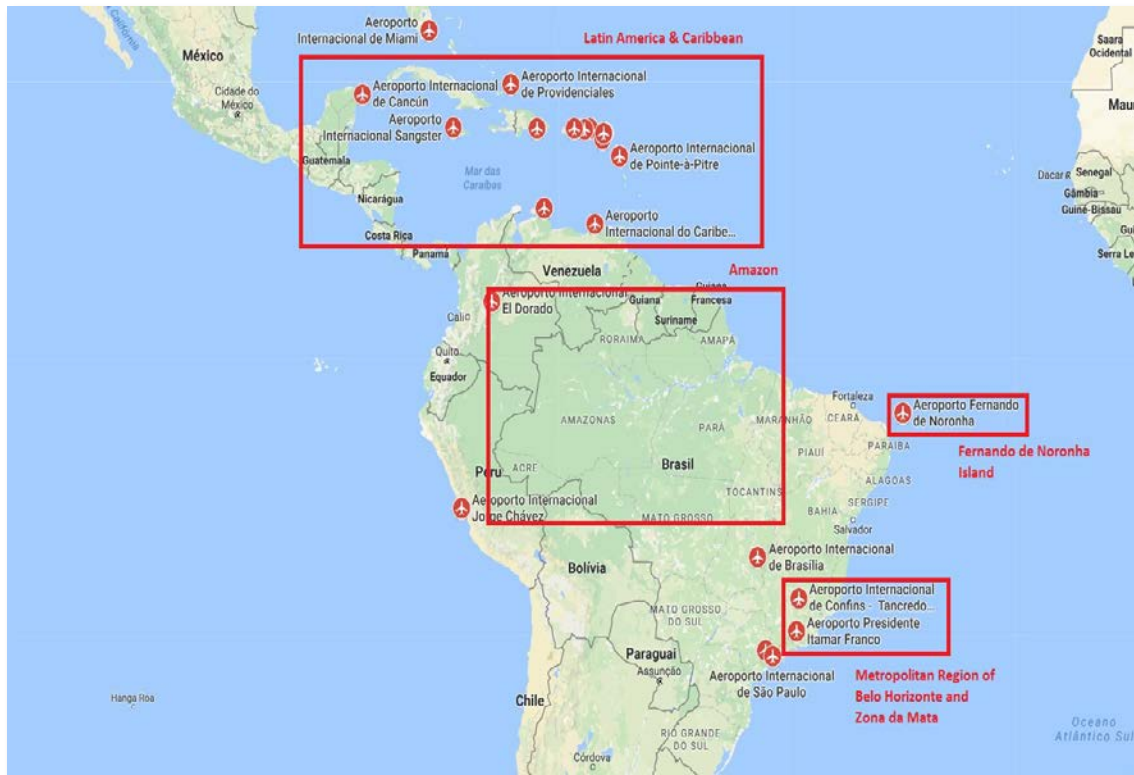 Aeroporto
Internacional de Miami
Latin America & Caribbean
México
Saara
Ocidental
Aeroporto Internacional
de Cancún
Aeroporto Internacional
de Providenciales
Cidade do
México
Aeroporto
Internacional Sangster
Aeroporto Internacional
de Pointe-à-Pitre
Guatemala
Mar das
Caraíbas
Nicarágua
Dacar
Senegal
Gâmbia
Guiné-Bissau
Costa Rica
Panamá
Aeroporto
Internacional do Caribe...
Venezuela
Amazon
Aeroporto Internacional
El Dorado
Guiana
Guiana
Francesa
Suriname
Cali
RORAIMA
AMAPÁ
Quito
Equador
Fortaleza
AMAZONAS
PARÁ
MARANHÃO
CEARÁ
Aeroporto Fernando
de Noronha
PARAÍBA
PIAUÍ
Fernando de Noronha
Island
Peru
ACRE
Brasil
ALAGOAS
TOCANTINS
SERGIPE
BAHIA
Aeroporto Internacional
Jorge Chávez
MATO GROSSO
Salvador
Aeroporto Internacional
de Brasília
Bolívia
Aeroporto Internacional
de Confins - Tancredo...
MATO GROSSO
DO SUL
Aeroporto Presidente
Itamar Franco
Paraguai
Assunção
Aeroporto Internacional
de São Paulo
Metropolitan Region of
Belo Horizonte and
Zona da Mata
Hanga Roa
Chile
RIO GRANDE
DO SUL
Oceano
Atlântico Sul
Córdova